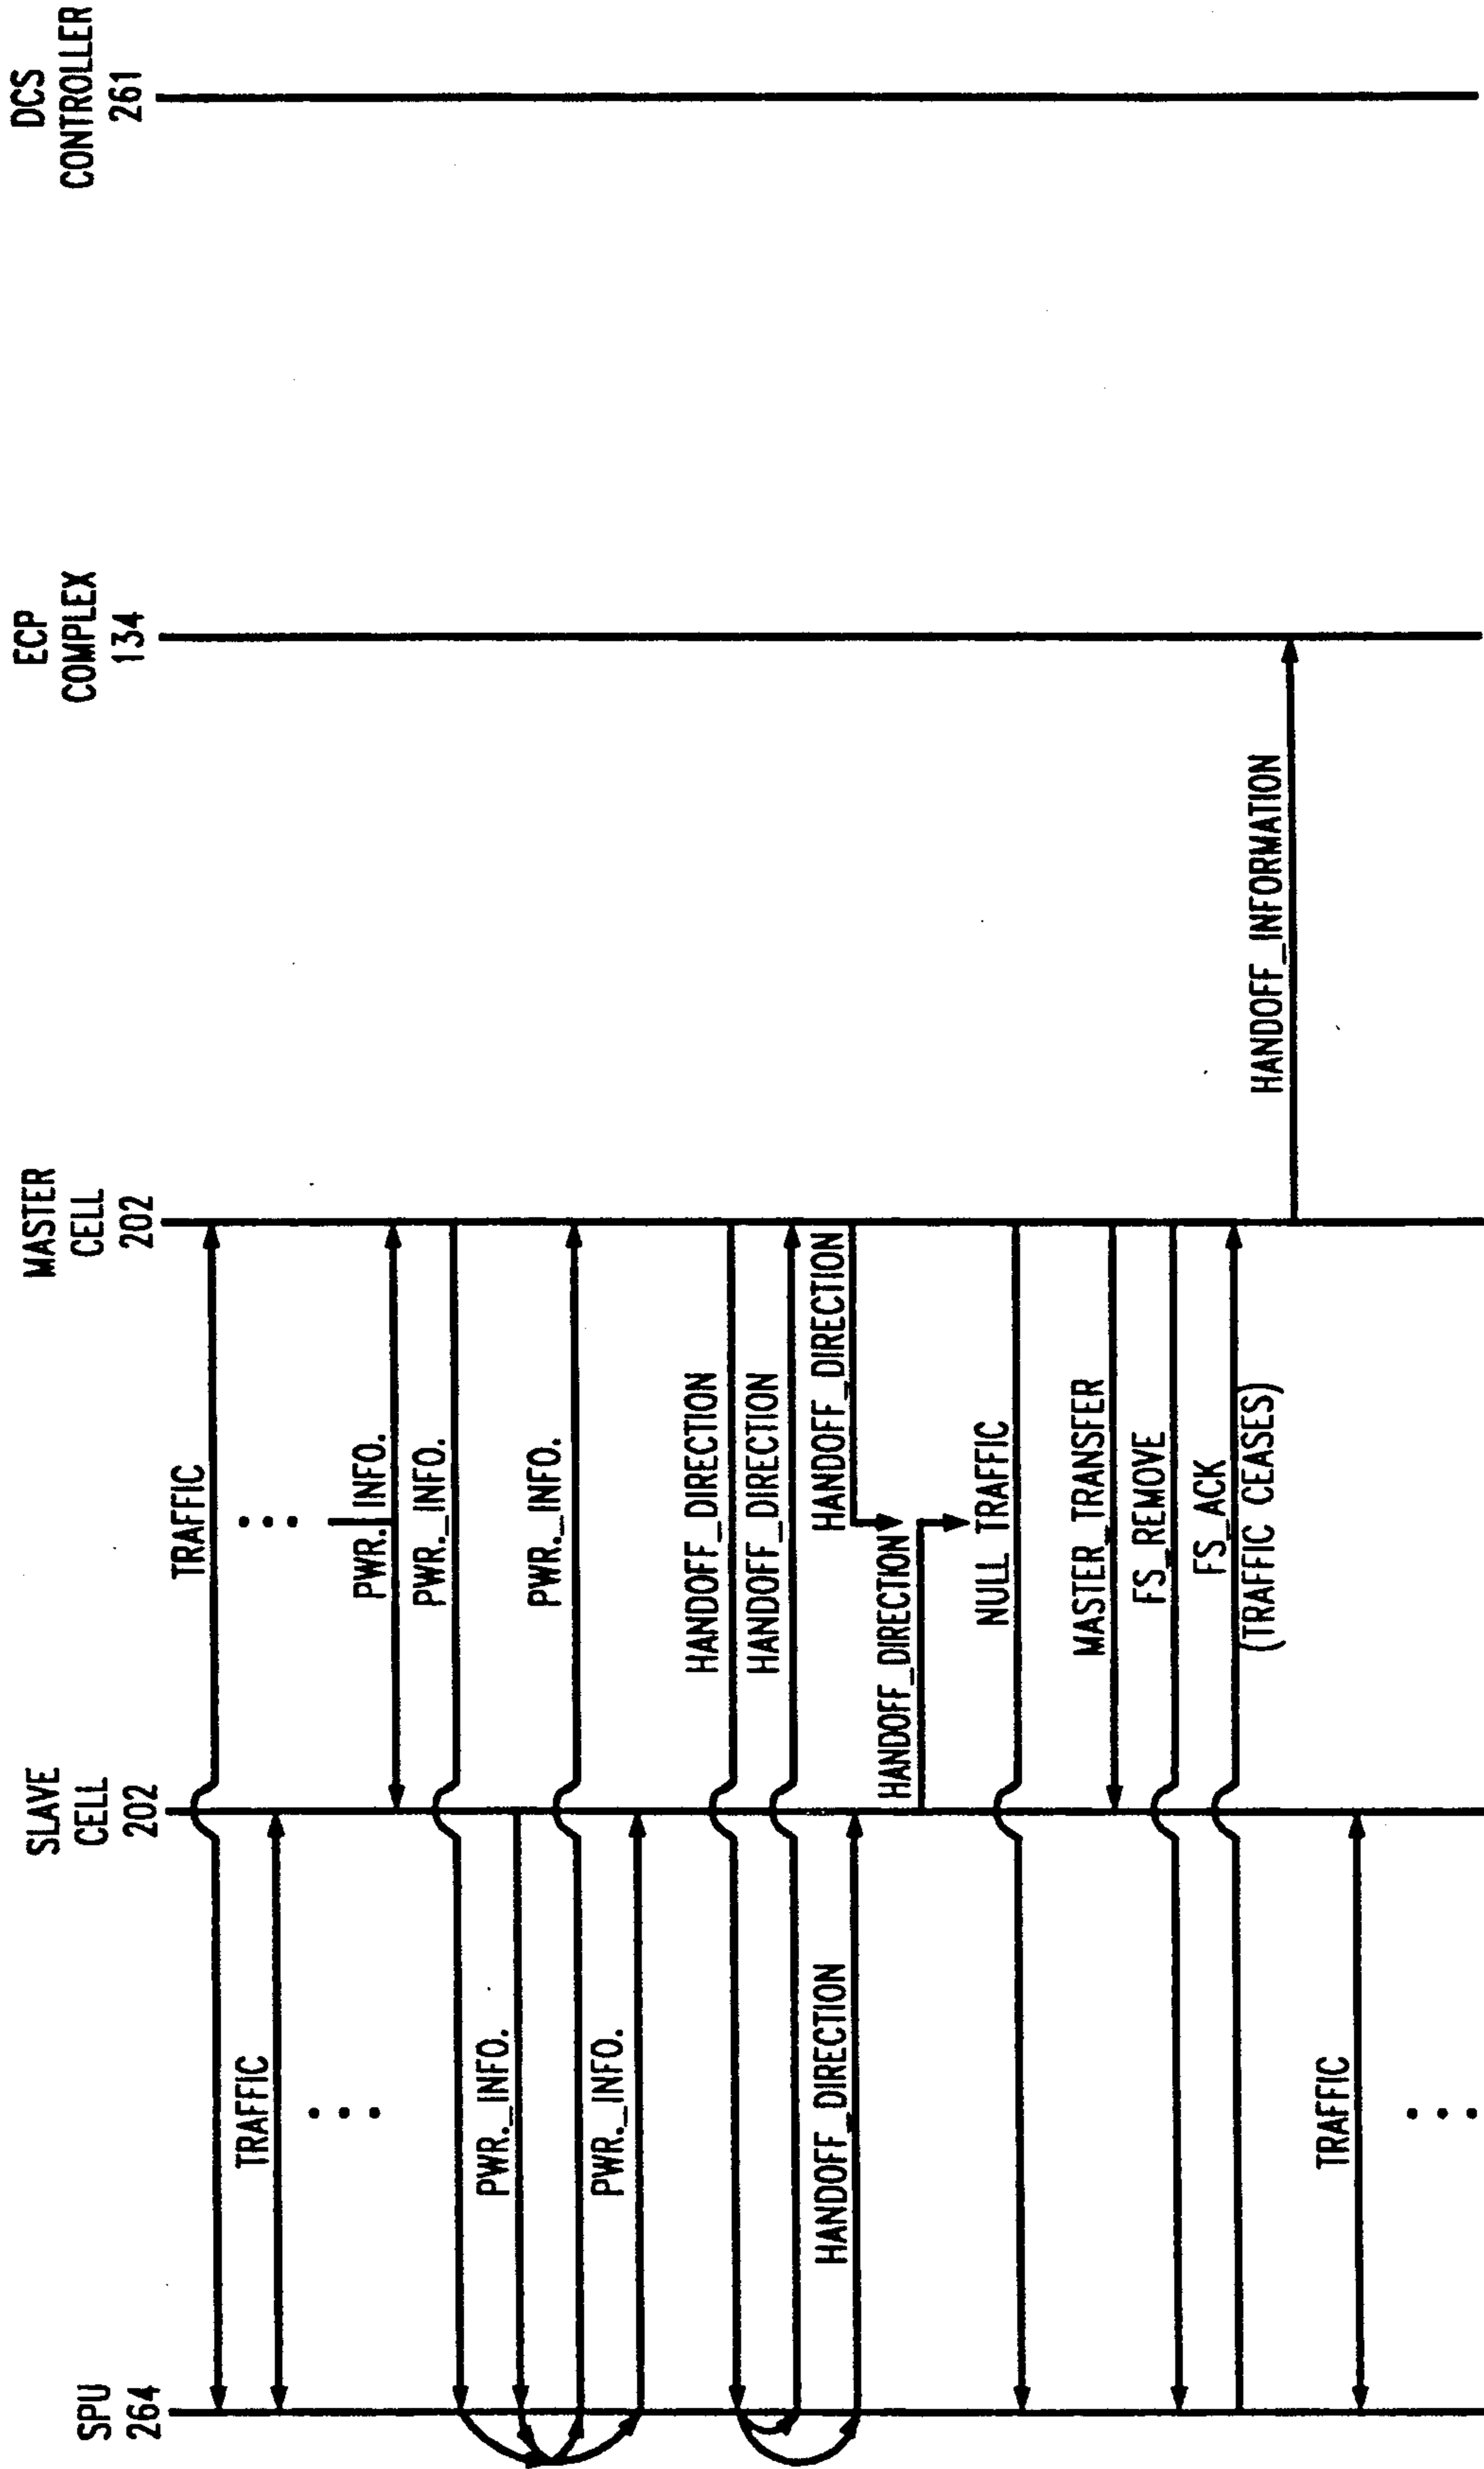 SPU
264
SLAVE
CELL
202
MASTER
CELL
202
ECP
COMPLEX
134
DCS
CONTROLLER
261
TRAFFIC
TRAFFIC
PWR. INFO.
PWR._INFO.
PWR._INFO.
PWR._INFO.
PWR._INFO.
HANDOFF_DIRECTION
HANDOFF_DIRECTION
HANDOFF_DIRECTION
HANDOFF_DIRECTION
HANDOFF_DIRECTION
NULL TRAFFIC
MASTER_TRANSFER
FS_REMOVE
FS_ACK
(TRAFFIC CEASES)
HANDOFF_INFORMATION
TRAFFIC